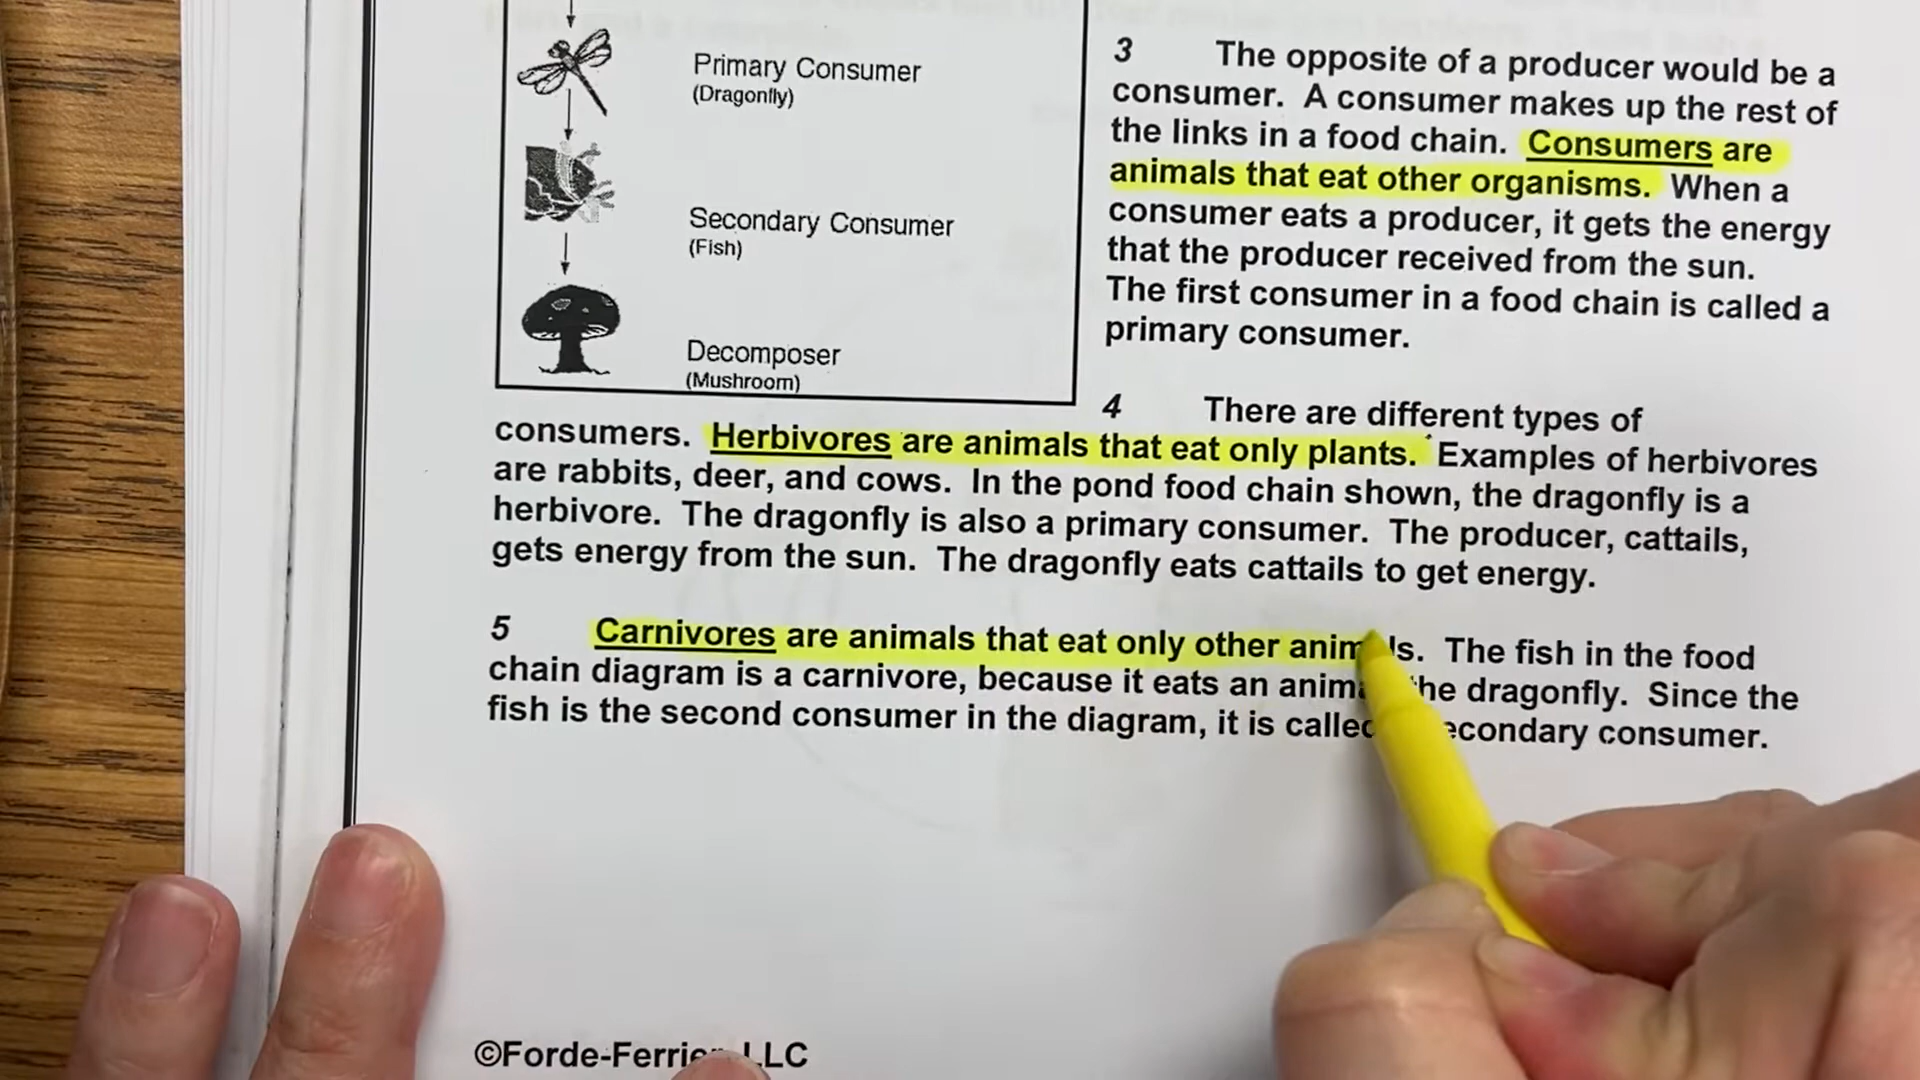 Primary Consumer
(Dragonfly)
Secondary Consumer
(Fish)
Decomposer
(Mushroom)
3 The opposite of a producer would be a
consumer. A consumer makes up the rest of
the links in a food chain. Consumers are
animals that eat other organisms. When a
consumer eats a producer, it gets the energy
that the producer received from the sun.
The first consumer in a food chain is called a
primary consumer.
4 There are different types of
consumers. Herbivores are animals that eat only plants. Examples of herbivores
are rabbits, deer, and cows. In the pond food chain shown, the dragonfly is a
herbivore. The dragonfly is also a primary consumer. The producer, cattails,
gets energy from the sun. The dragonfly eats cattails to get energy.
5 Carnivores are animals that eat only other animals. The fish in the food
chain diagram is a carnivore, because it eats an the dragonfly. Since the
fish is the second consumer in the diagram, it is called secondary consumer.
©Forde-Ferrier, LLC